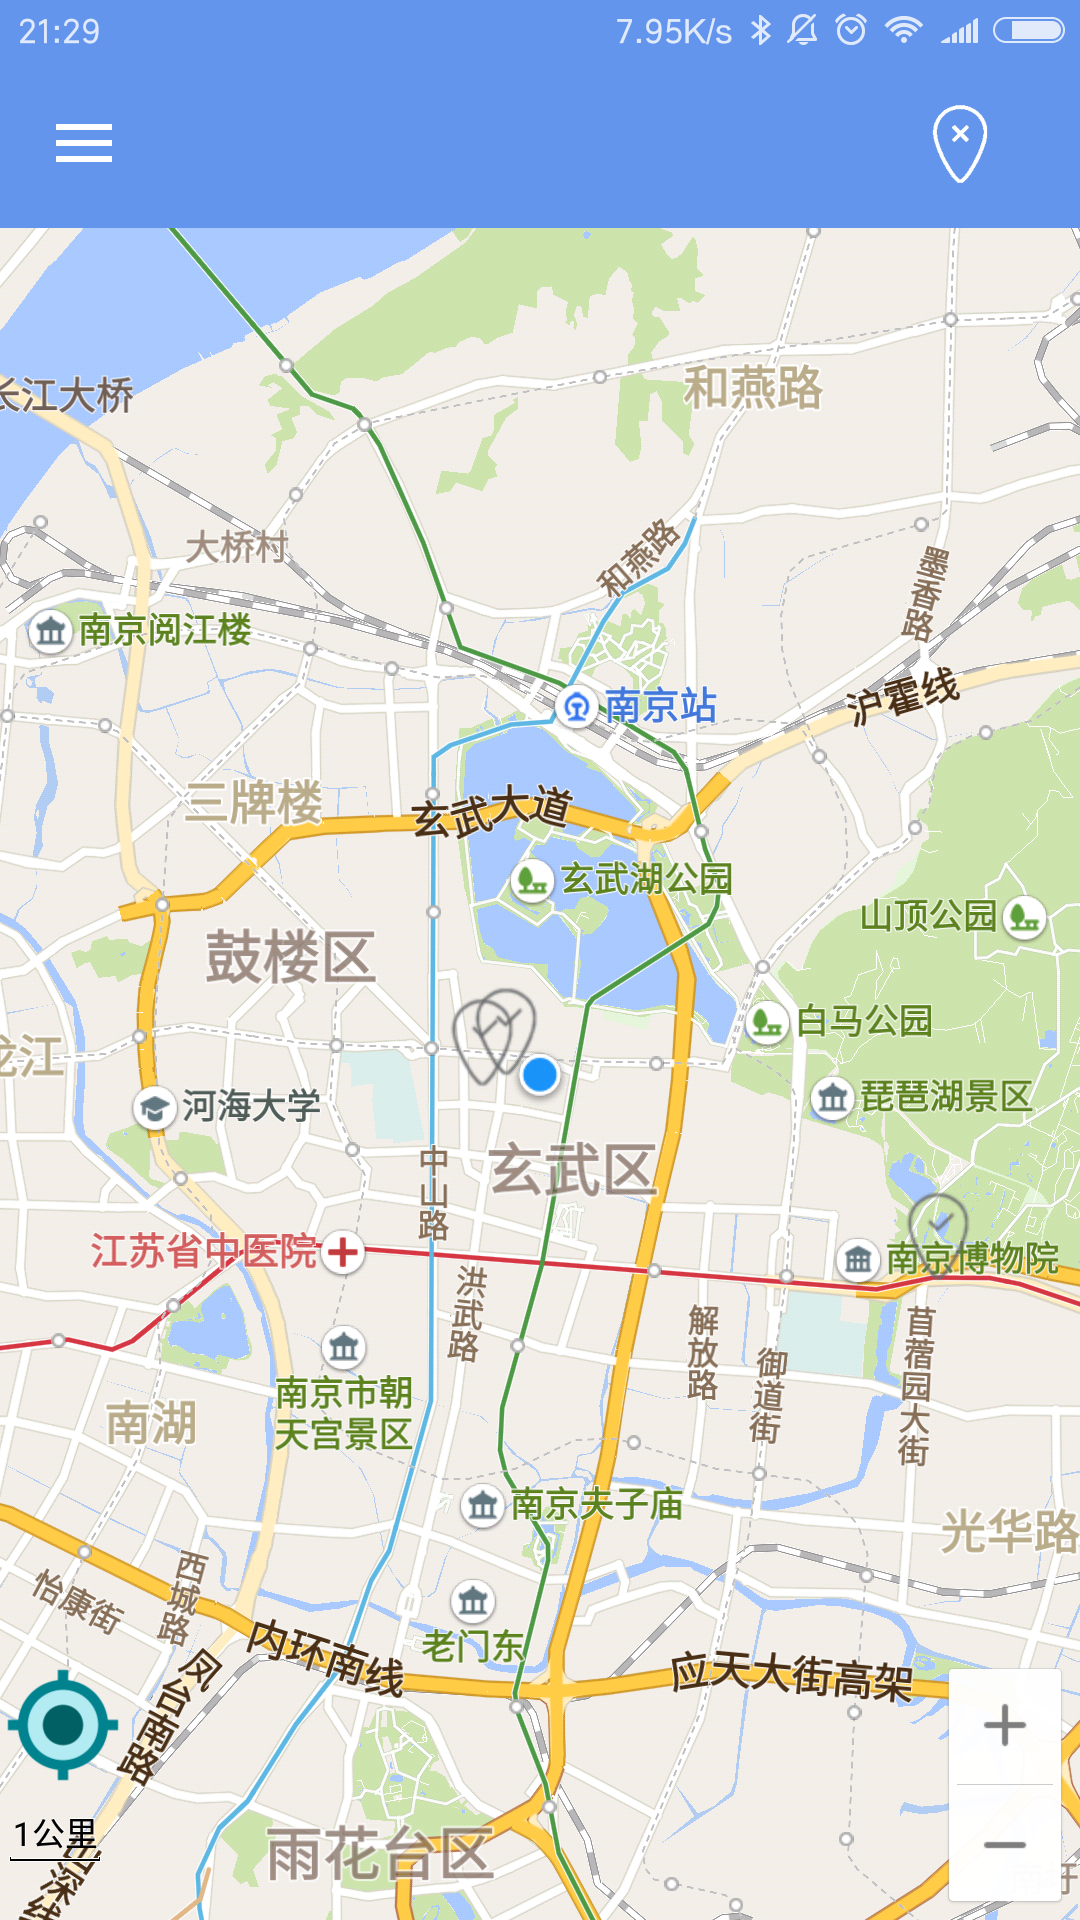 21:29
7.95K/s
长江大桥
和燕路
大桥村
和燕路
墨香路
南京阅江楼
沪霍线
南京站
三牌楼
玄武大道
玄武湖公园
山顶公园
鼓楼区
白马公园
龙江
河海大学
琵琶湖景区
中山路
玄武区
江苏省中医院
南京博物院
洪武路
解放路
御道街
苜蓿园大街
南京市朝
天宫景区
南湖
南京夫子庙
光华路
西城路
怡康街
内环南线
老门东
凤台南路
应天大街高架
1公里
雨花台区